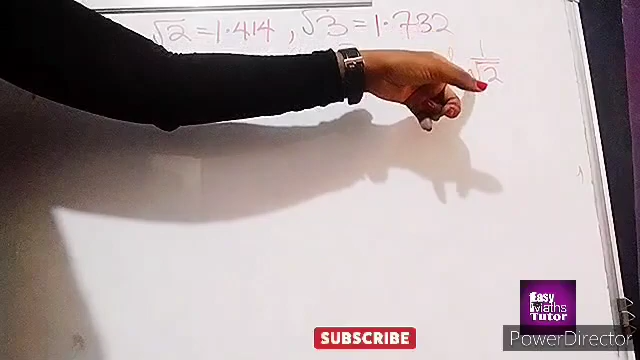 √2 = 1.414 , √3 = 1.732
1
√2
Easy
Maths
Tutor
SUBSCRIBE
PowerDirector